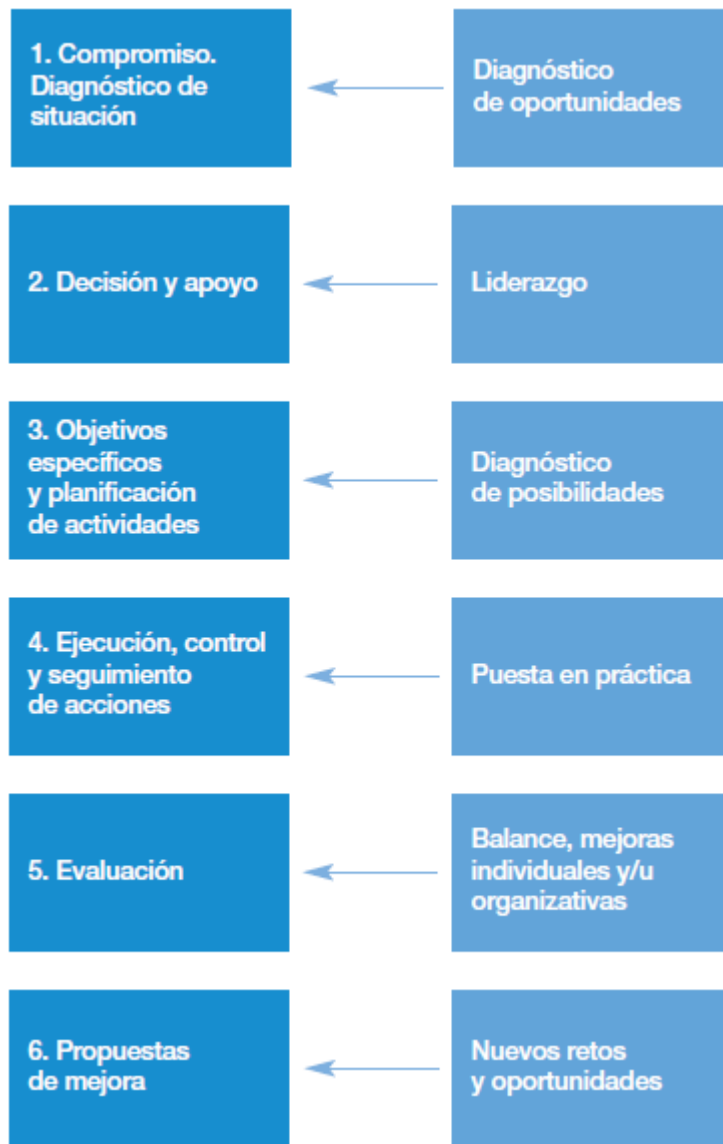 1. Compromiso.
Diagnóstico de
situación
Diagnóstico
de oportunidades
2. Decisión y apoyo
Liderazgo
3. Objetivos
específicos
y planificación
de actividades
Diagnóstico
de posibilidades
4. Ejecución, control
y seguimiento
de acciones
Puesta en práctica
5. Evaluación
Balance, mejoras
individuales y/u
organizativas
6. Propuestas
de mejora
Nuevos retos
y oportunidades